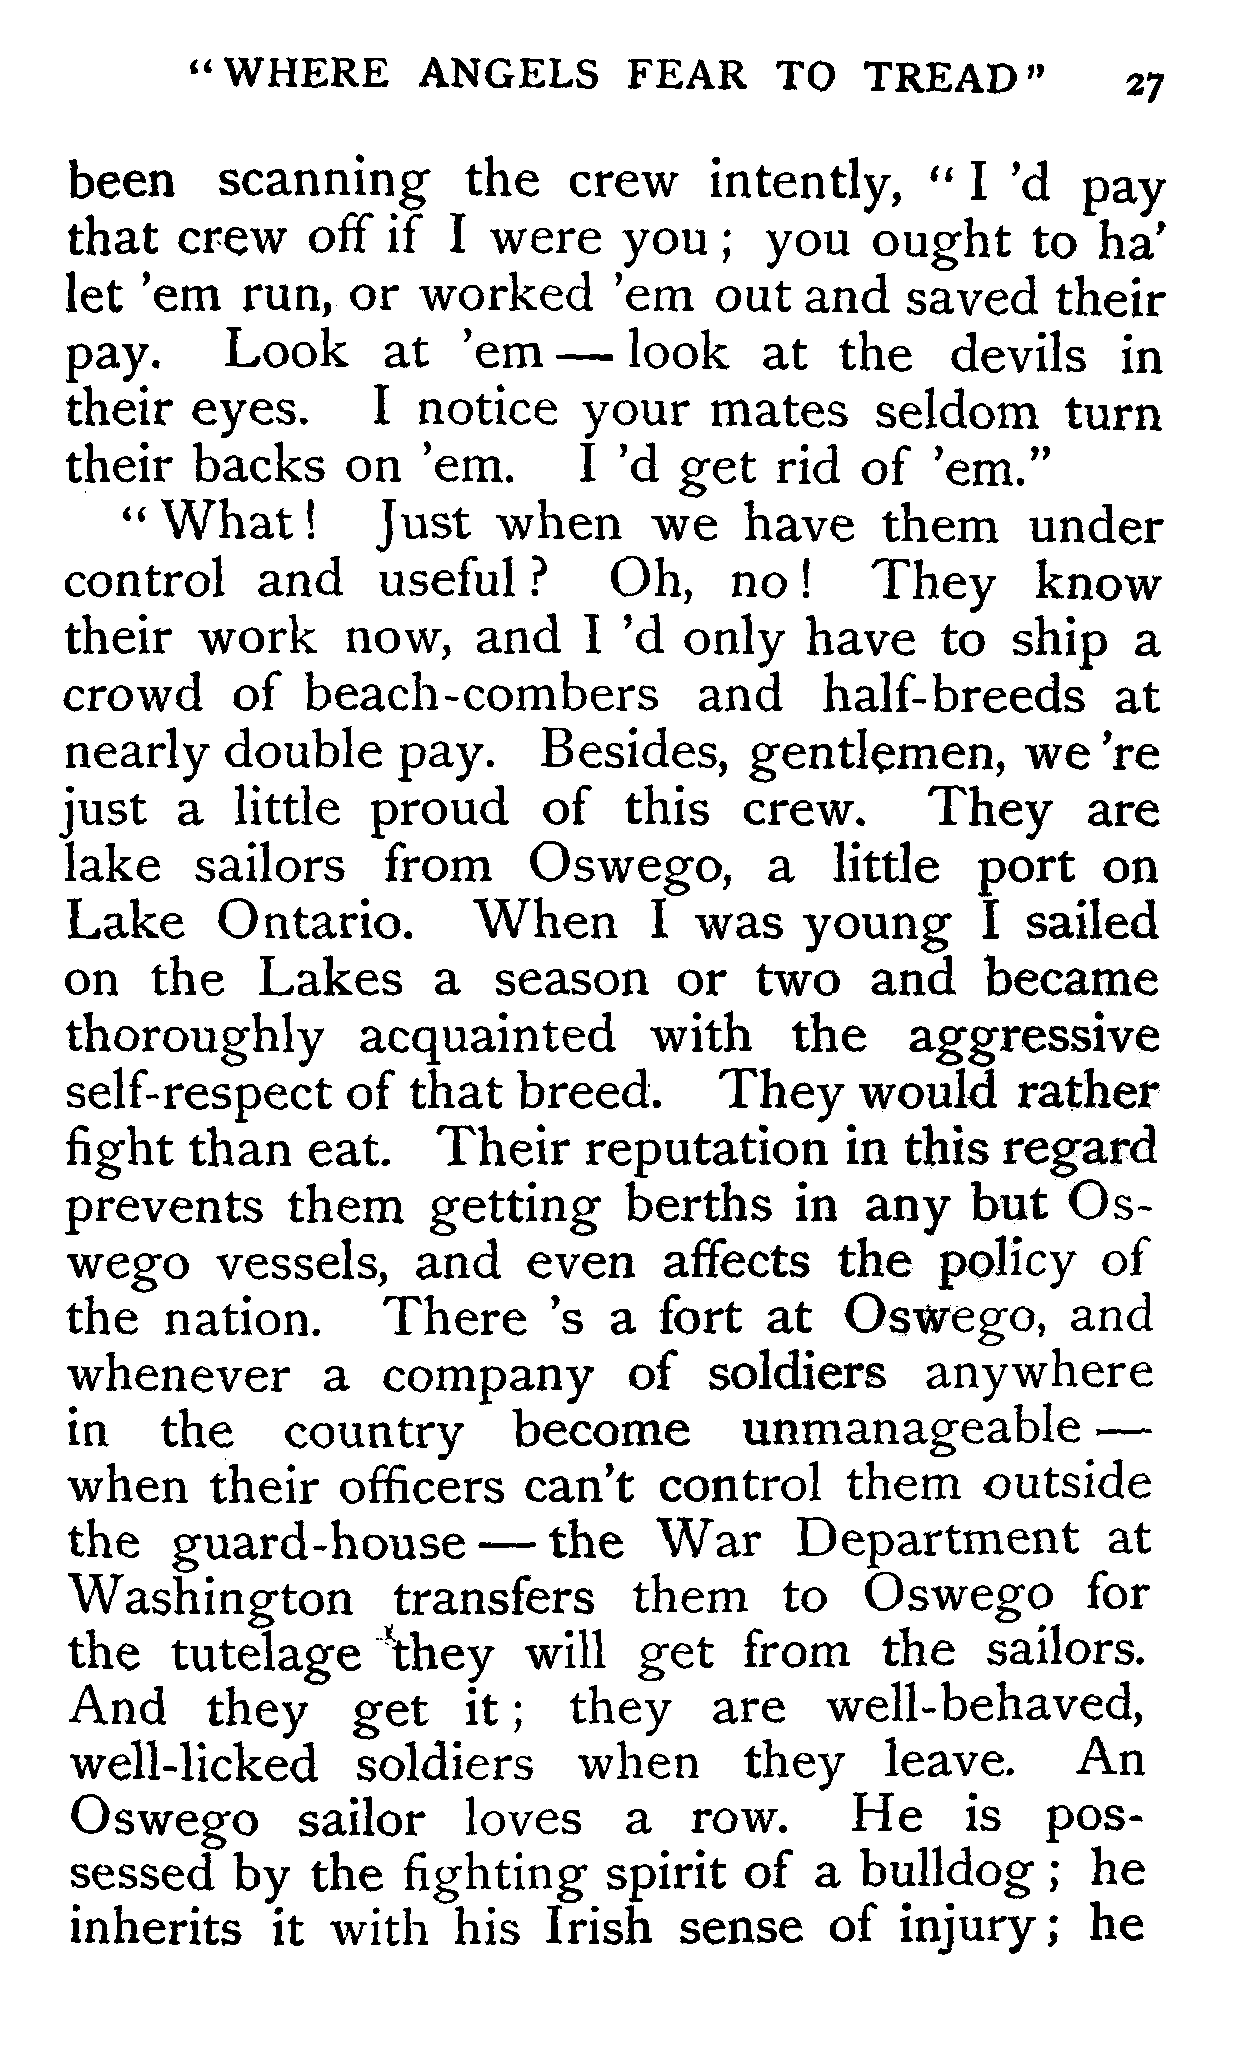 "WHERE ANGELS FEAR TO TREAD" 27
been scanning the crew intently, "I 'd pay
that crew off if I were you; you ought to ha'
let 'em run, or worked 'em out and saved their
pay. Look at 'em — look at the devils in
their eyes. I notice your mates seldom turn
their backs on 'em. I 'd get rid of 'em."
"What! Just when we have them under
control and useful? Oh, no! They know
their work now, and I 'd only have to ship a
crowd of beach-combers and half-breeds at
nearly double pay. Besides, gentlemen, we 're
just a little proud of this crew. They are
lake sailors from Oswego, a little port on
Lake Ontario. When I was young I sailed
on the Lakes a season or two and became
thoroughly acquainted with the aggressive
self-respect of that breed. They would rather
fight than eat. Their reputation in this regard
prevents them getting berths in any but Os-
wego vessels, and even affects the policy of
the nation. There 's a fort at Oswego, and
whenever a company of soldiers anywhere
in the country become unmanageable —
when their officers can't control them outside
the guard-house — the War Department at
Washington transfers them to Oswego for
the tutelage they will get from the sailors.
And they get it; they are well-behaved,
well-licked soldiers when they leave. An
Oswego sailor loves a row. He is pos-
sessed by the fighting spirit of a bulldog; he
inherits it with his Irish sense of injury; he